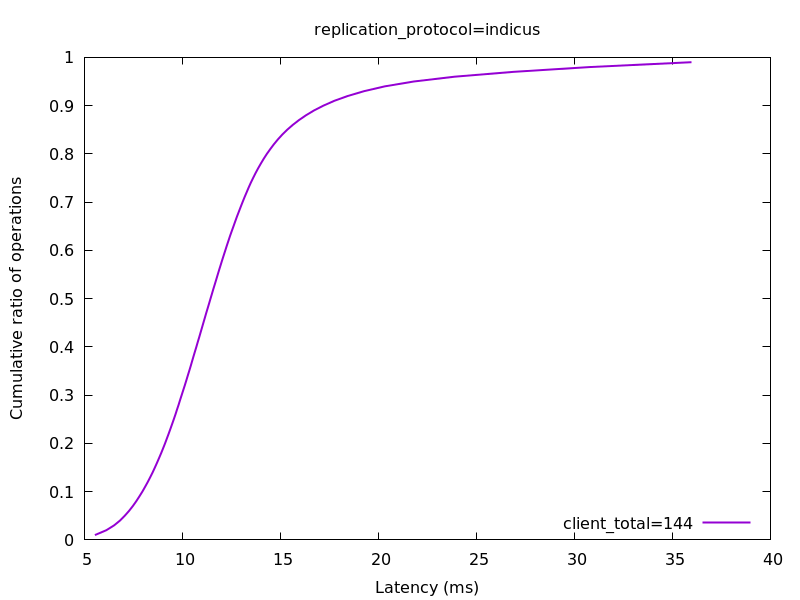 replication_protocol=indicus
1
0.9
0.8
0.7
0.6
0.5
0.4
0.3
0.2
0.1
0
Cumulative ratio of operations
client_total=144
5 10 15 20 25 30 35 40
Latency (ms)